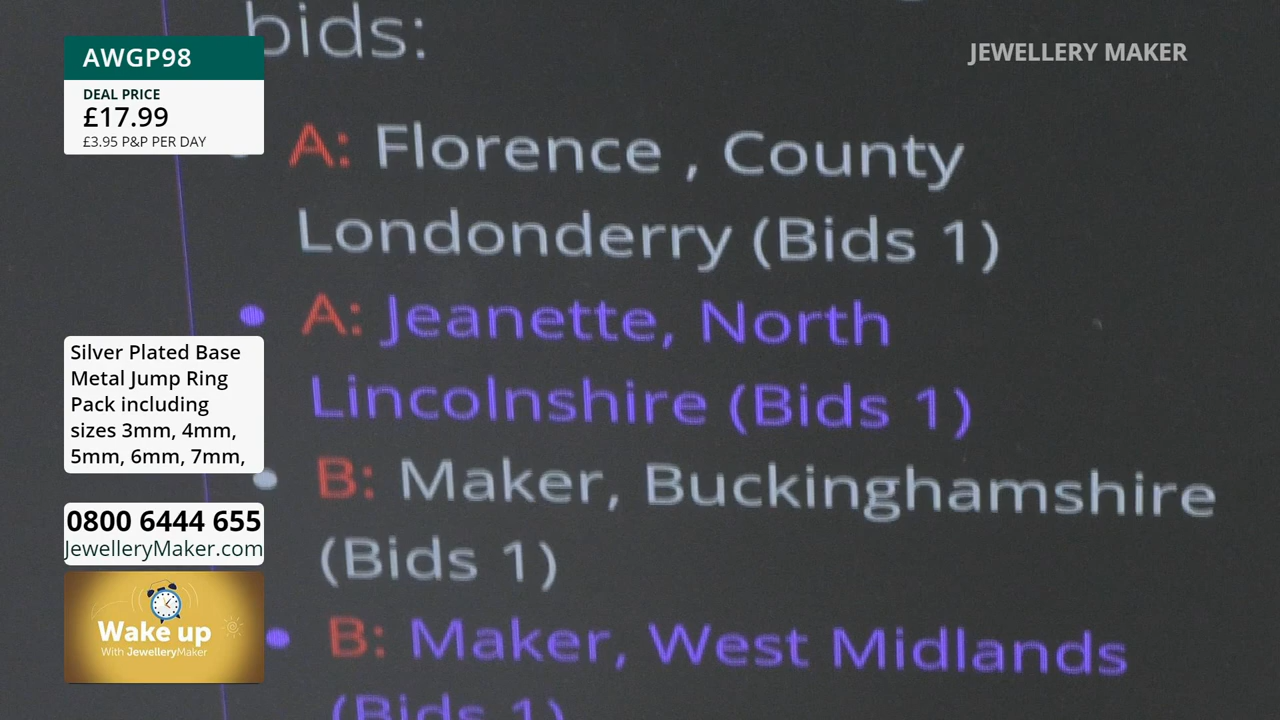 bids:
AWGP98
JEWELLERY MAKER
DEAL PRICE
£17.99
£3.95 P&P PER DAY
A: Florence , County
Londonderry (Bids 1)
A: Jeanette, North
Lincolnshire (Bids 1)
Silver Plated Base
Metal Jump Ring
Pack including
sizes 3mm, 4mm,
5mm, 6mm, 7mm,
B: Maker, Buckinghamshire
(Bids 1)
0800 6444 655
JewelleryMaker.com
Wake up
With JewelleryMaker
B: Maker, West Midlands
(Bids 1)